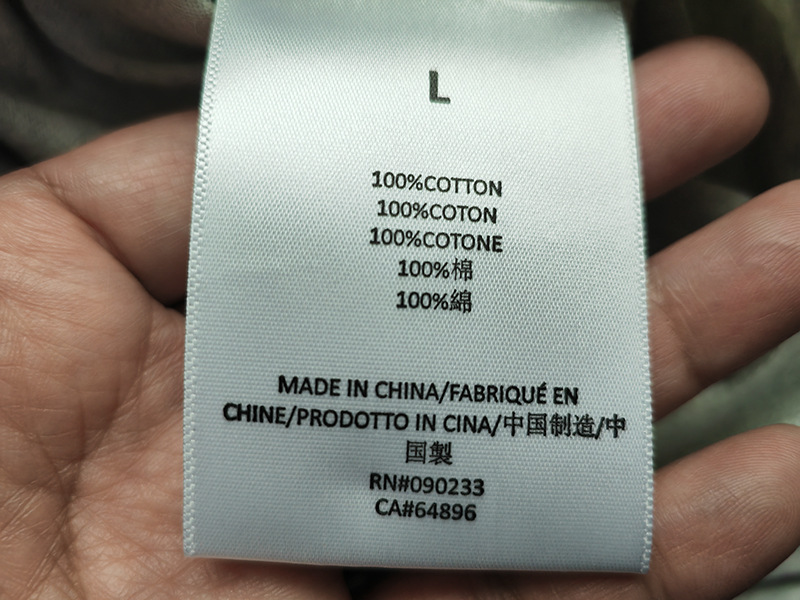 L
100%COTTON
100%COTON
100%COTONE
100%棉
100%綿
MADE IN CHINA/FABRIQUÉ EN
CHINE/PRODOTTO IN CINA/中国制造/中
国製
RN#090233
CA#64896